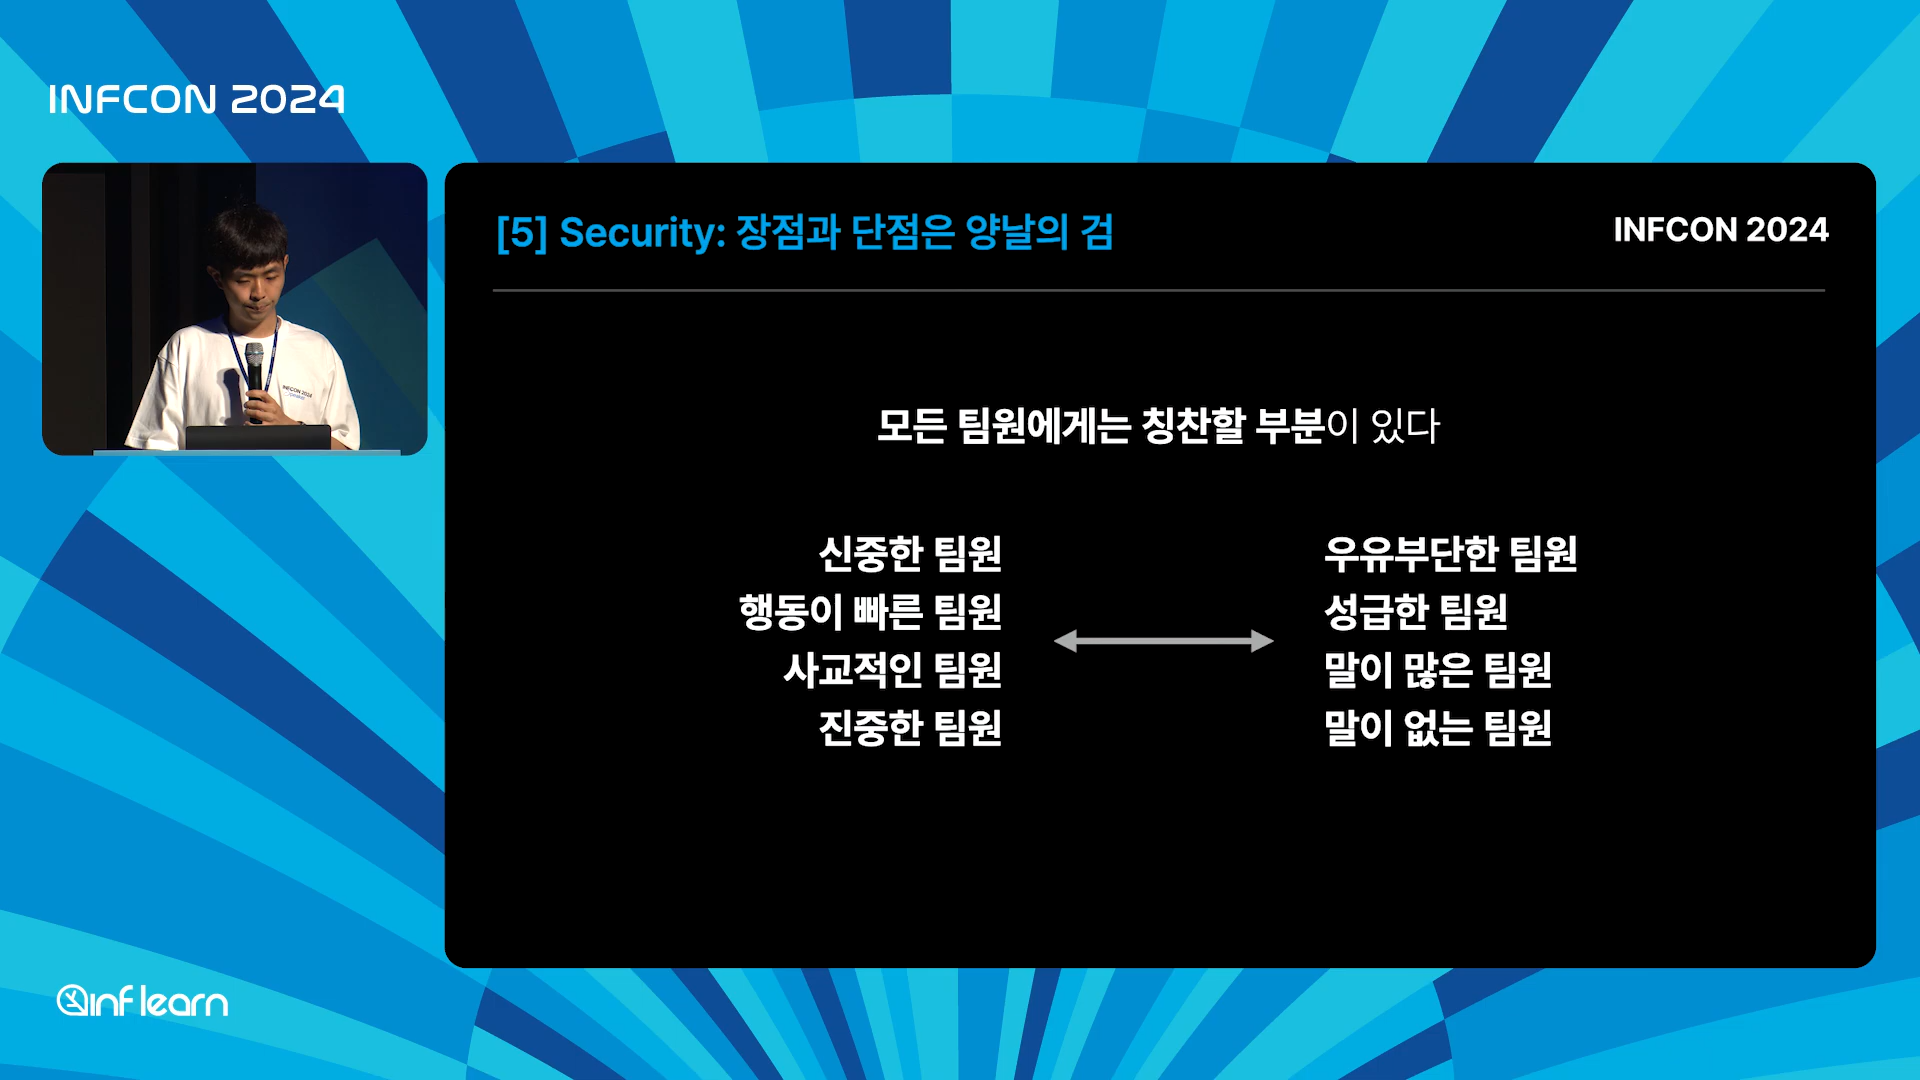 INFCON 2024
[5] Security: 장점과 단점은 양날의 검
INFCON 2024
모든 팀원에게는 칭찬할 부분이 있다
신중한 팀원
행동이 빠른 팀원
사교적인 팀원
진중한 팀원
우유부단한 팀원
성급한 팀원
말이 많은 팀원
말이 없는 팀원
INFCON 2024
inflearn